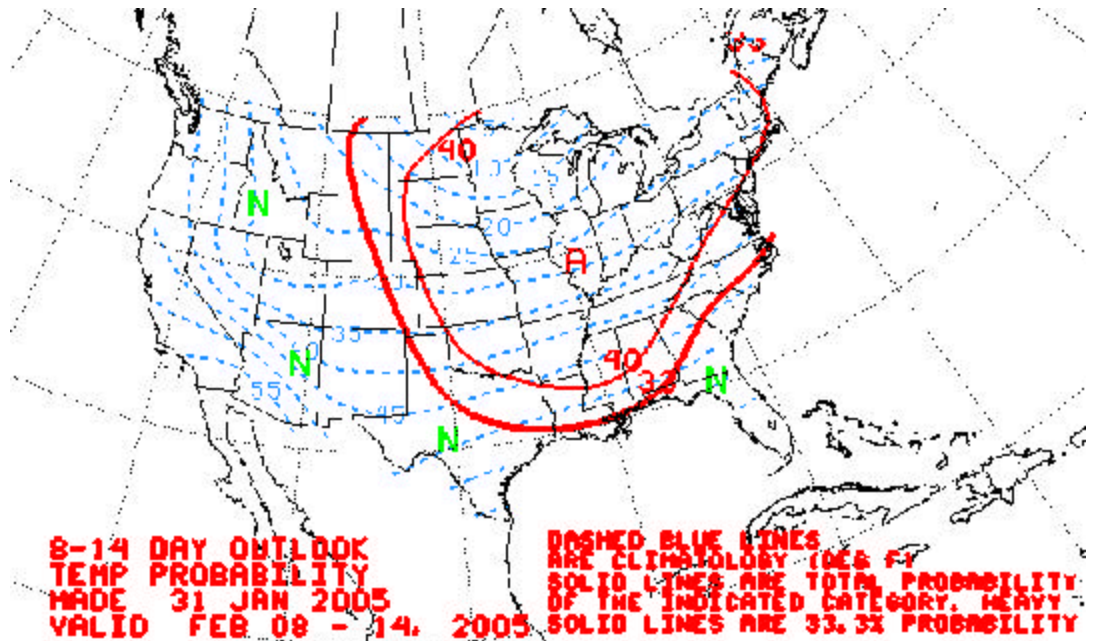 40
N
10
20
25
A
35
N
40
33
N
55
45
N
8-14 DAY OUTLOOK
TEMP PROBABILITY
MADE 31 JAN 2005
VALID FEB 08 - 14, 2005
DASHED BLUE LINES
ARE CLIMATOLOGY (DEG F)
SOLID LINES ARE TOTAL PROBABILITY
OF THE INDICATED CATEGORY. HEAVY
SOLID LINES ARE 33.3% PROBABILITY